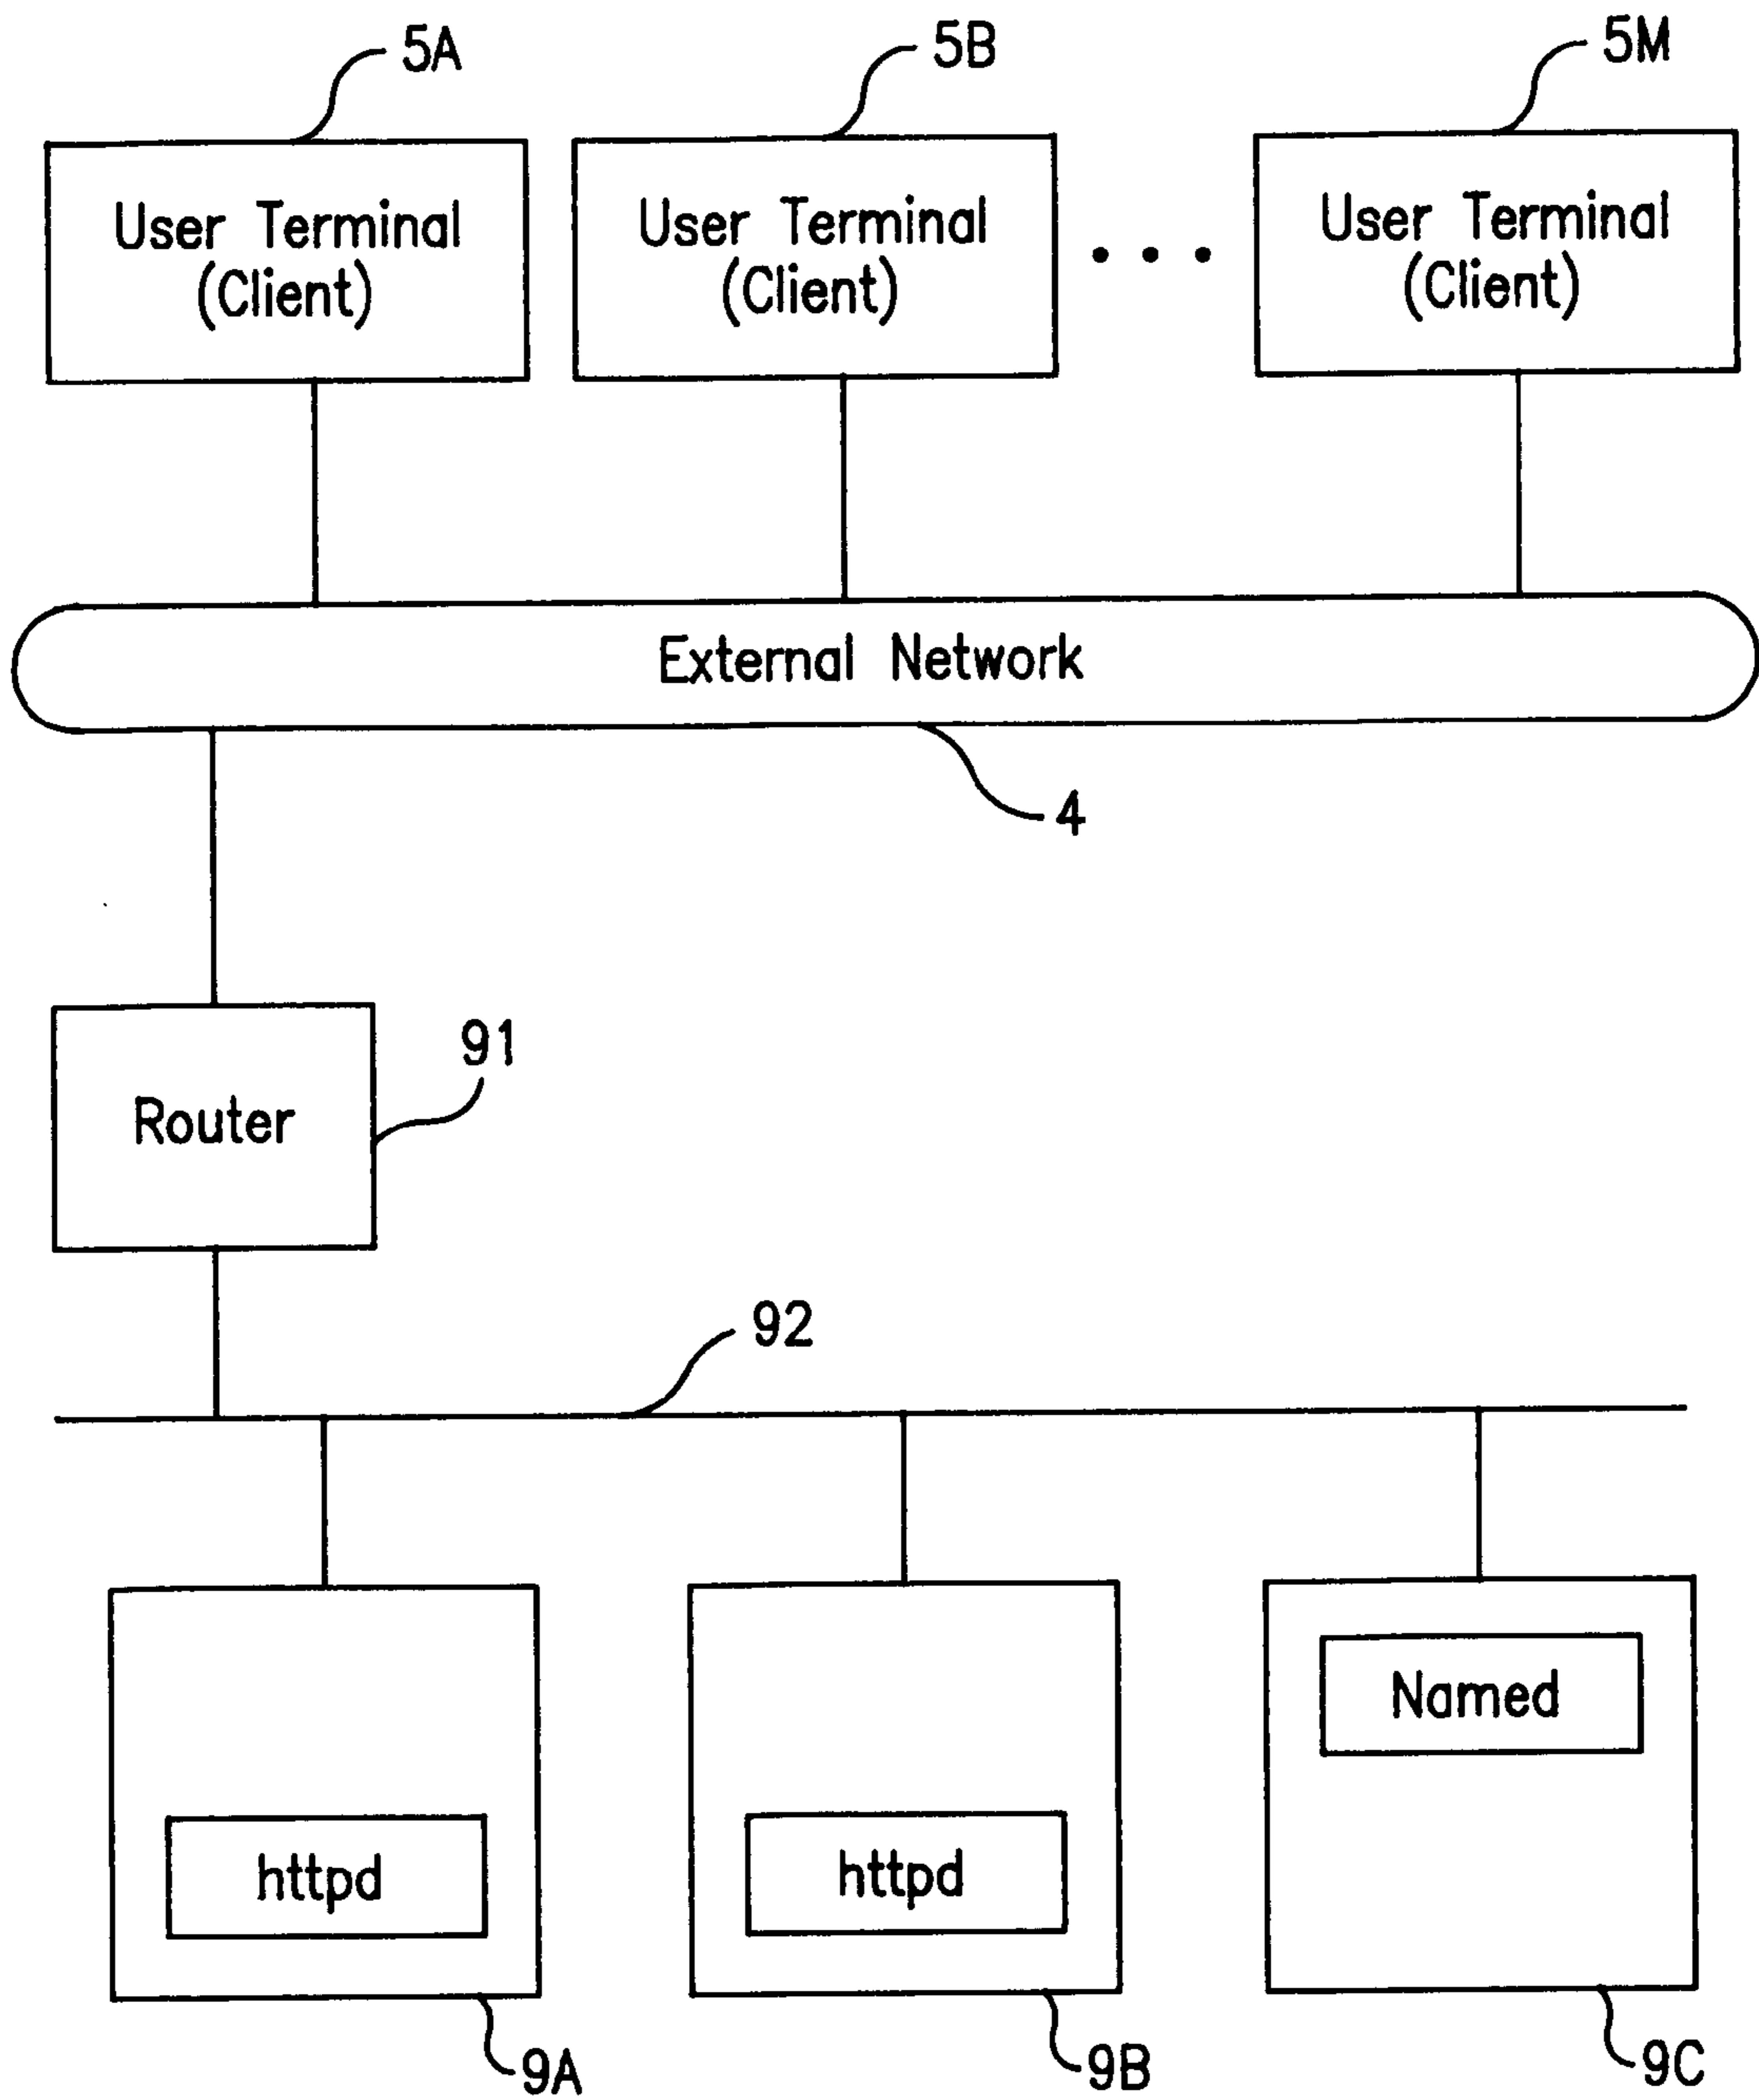 5A
5B
5M
User Terminal
(Client)
User Terminal
(Client)
• • •
User Terminal
(Client)
External Network
4
Router
91
92
httpd
httpd
Named
9A
9B
9C